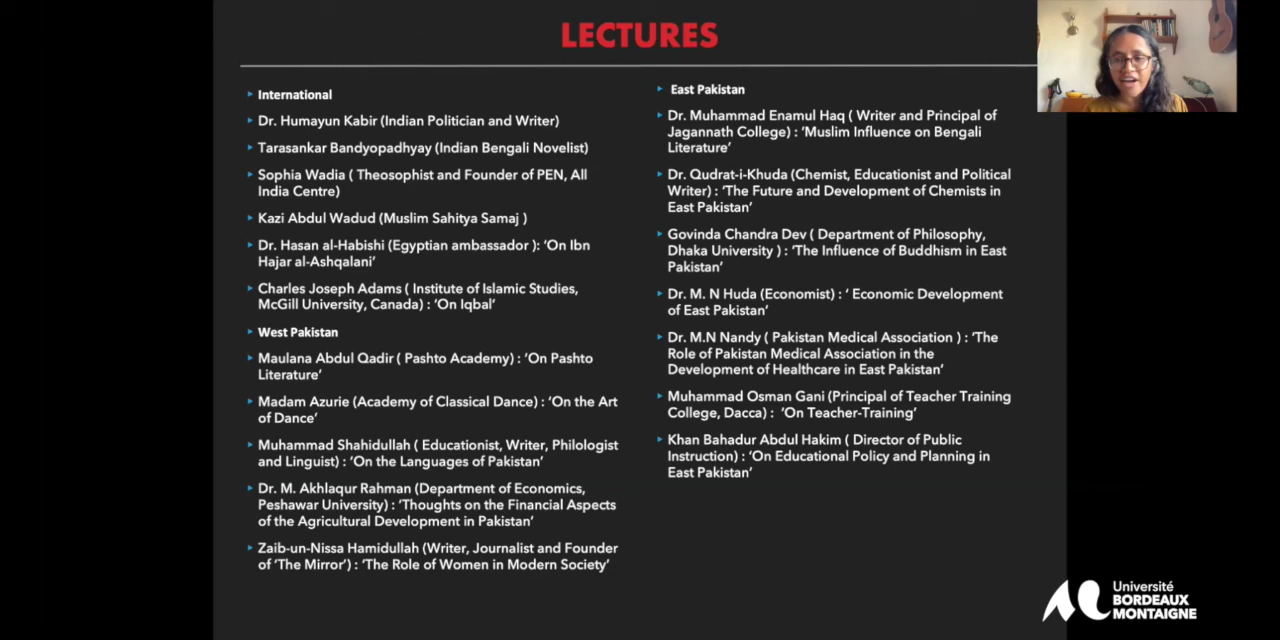 LECTURES
International
Dr. Humayun Kabir (Indian Politician and Writer)
Tarasankar Bandyopadhyay (Indian Bengali Novelist)
Sophia Wadia ( Theosophist and Founder of PEN, All
India Centre)
Kazi Abdul Wadud (Muslim Sahitya Samaj )
Dr. Hasan al-Habishi (Egyptian ambassador ): ‘On Ibn
Hajar al-Ashqalani’
Charles Joseph Adams ( Institute of Islamic Studies,
McGill University, Canada) : ‘On Iqbal’
West Pakistan
Maulana Abdul Qadir ( Pashto Academy) : ‘On Pashto
Literature’
Madam Azurie (Academy of Classical Dance) : ‘On the Art
of Dance‘
Muhammad Shahidullah ( Educationist, Writer, Philologist
and Linguist) : ‘On the Languages of Pakistan’
Dr. M. Akhlaqur Rahman (Department of Economics,
Peshawar University) : ‘Thoughts on the Financial Aspects
of the Agricultural Development in Pakistan’
Zaib-un-Nissa Hamidullah (Writer, Journalist and Founder
of ‘The Mirror’) : ‘The Role of Women in Modern Society’
East Pakistan
Dr. Muhammad Enamul Haq ( Writer and Principal of
Jagannath College) : ‘Muslim Influence on Bengali
Literature’
Dr. Qudrat-i-Khuda (Chemist, Educationist and Political
Writer) : ‘The Future and Development of Chemists in
East Pakistan’
Govinda Chandra Dev ( Department of Philosophy,
Dhaka University ) : ‘The Influence of Buddhism in East
Pakistan’
Dr. M. N Huda (Economist) : ‘ Economic Development
of East Pakistan‘
Dr. M.N Nandy ( Pakistan Medical Association ) : ‘The
Role of Pakistan Medical Association in the
Development of Healthcare in East Pakistan’
Muhammad Osman Gani (Principal of Teacher Training
College, Dacca) : ‘On Teacher-Training’
Khan Bahadur Abdul Hakim ( Director of Public
Instruction) : ‘On Educational Policy and Planning in
East Pakistan’
Université
BORDEAUX
MONTAIGNE